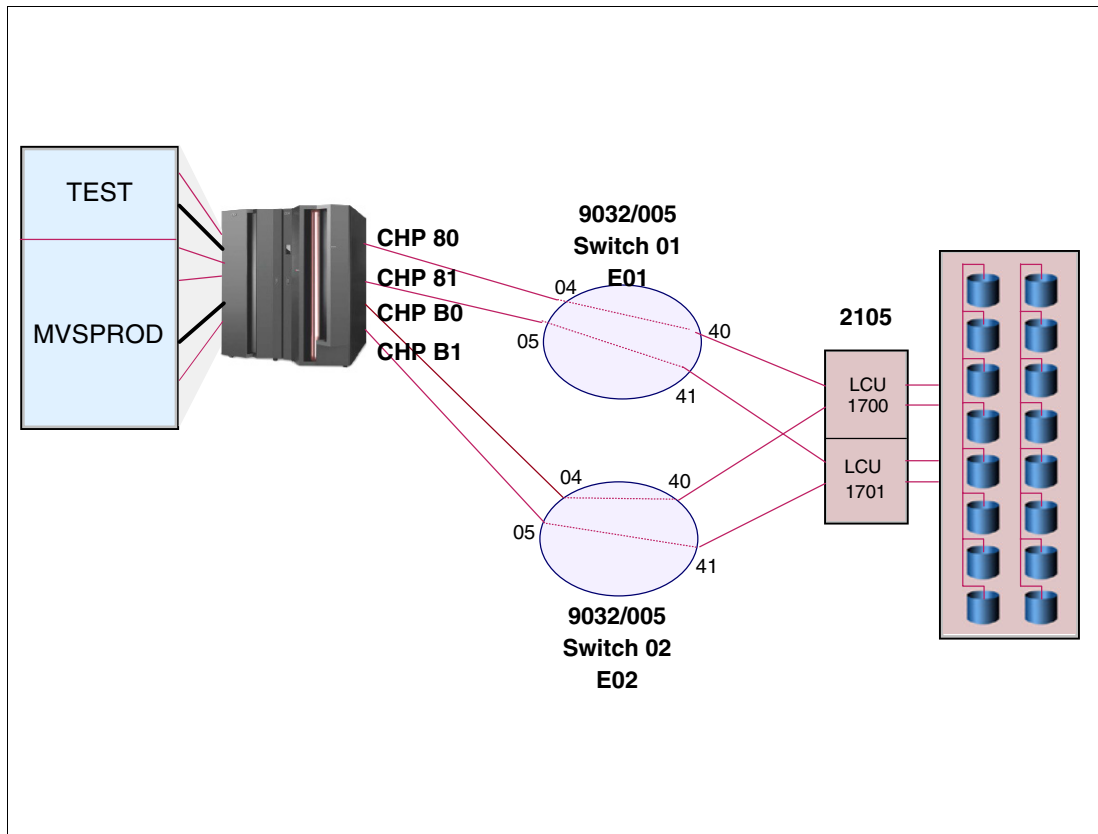 TEST
MVSPROD
CHP 80
CHP 81
CHP B0
CHP B1
9032/005
Switch 01
E01
04
05
40
41
04
05
40
41
9032/005
Switch 02
E02
2105
LCU
1700
LCU
1701